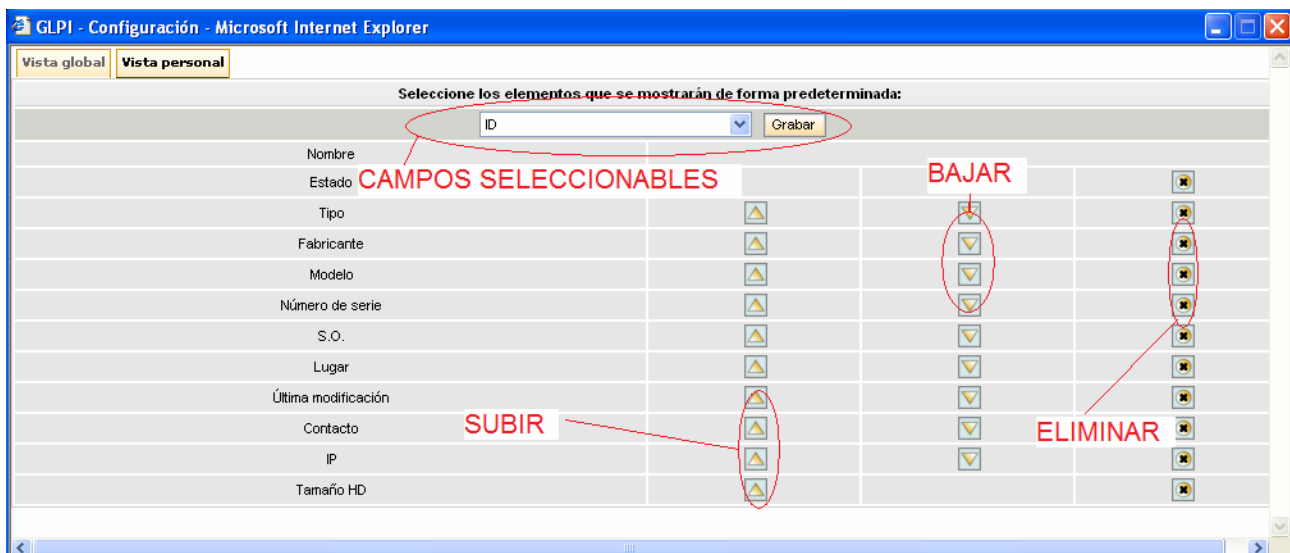 GLPI - Configuración - Microsoft Internet Explorer
Vista global Vista personal
Seleccione los elementos que se mostrarán de forma predeterminada:
ID Grabar
Nombre
Estado CAMPOS SELECCIONABLES BAJAR
Tipo
Fabricante
Modelo
Número de serie
S.O.
Lugar
Última modificación
Contacto SUBIR ELIMINAR
IP
Tamaño HD